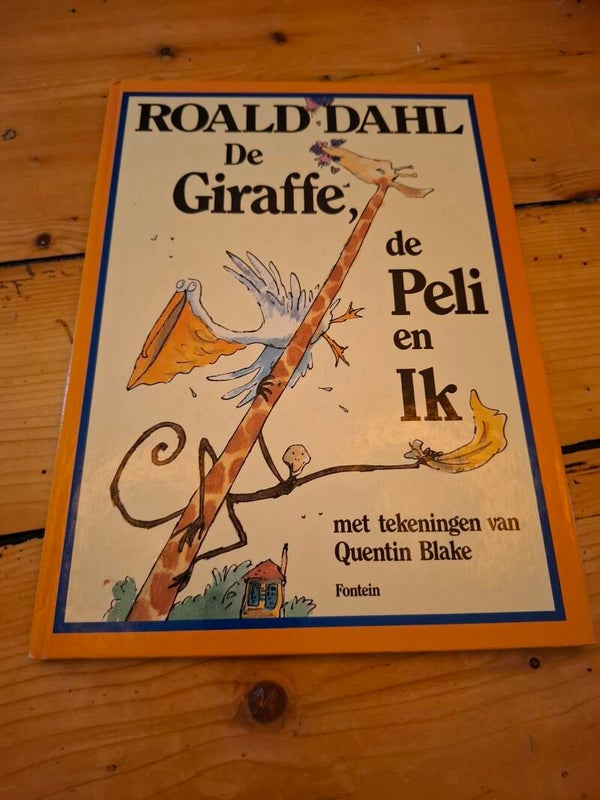 ROALD DAHL
De
Giraffe,
de
Peli
en
Ik
met tekeningen van
Quentin Blake
Fontein